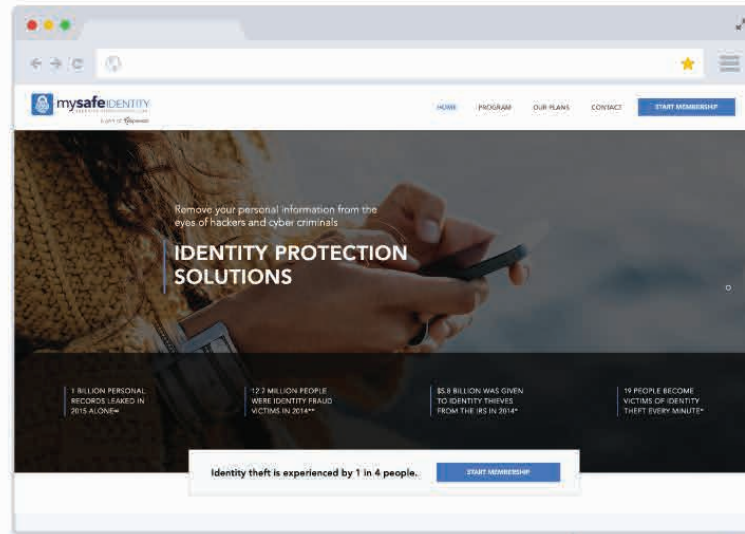 mysafeIDENTITY
HOME PROGRAM OUR PLANS CONTACT START MEMBERSHIP
Remove your personal information from the
eyes of hackers and cyber criminals
IDENTITY PROTECTION
SOLUTIONS
1 BILLION PERSONAL
RECORDS LEAKED IN
2015 ALONE**
12.7 MILLION PEOPLE
WERE IDENTITY FRAUD
VICTIMS IN 2014**
$5.8 BILLION WAS GIVEN
TO IDENTITY THIEVES
FROM THE IRS IN 2014*
19 PEOPLE BECOME
VICTIMS OF IDENTITY
THEFT EVERY MINUTE*
Identity theft is experienced by 1 in 4 people. START MEMBERSHIP